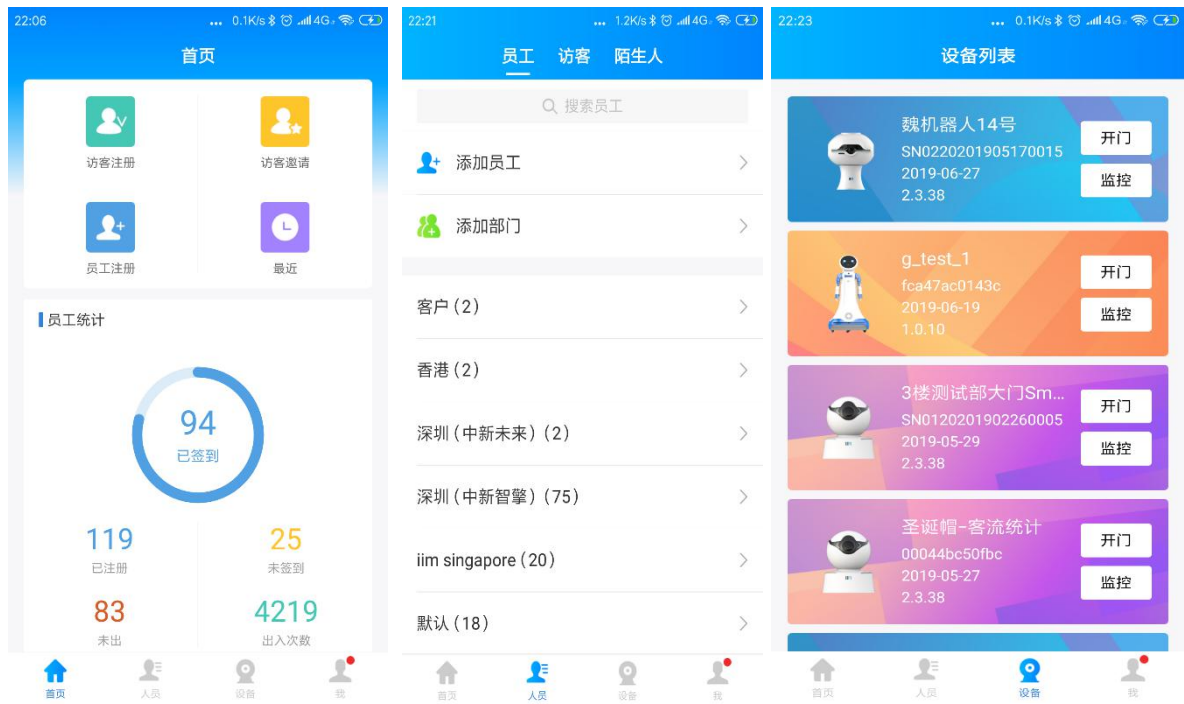 22:06
... 0.1K/s 4G
首页
访客注册
访客邀请
员工注册
最近
员工统计
94
已签到
119
已注册
25
未签到
83
未出
4219
出入次数
首页
人员
设备
我
22:21
... 1.2K/s 4G
员工 访客 陌生人
搜索员工
添加员工
添加部门
客户(2)
香港(2)
深圳(中新未来)(2)
深圳(中新智擎)(75)
iim singapore(20)
默认(18)
首页
人员
设备
我
22:23
... 0.1K/s 4G
设备列表
魏机器人14号
SN0220201905170015
2019-06-27
2.3.38
开门
监控
g_test_1
fca47ac0143c
2019-06-19
1.0.10
开门
监控
3楼测试部大门Sm...
SN0120201902260005
2019-05-29
2.3.38
开门
监控
圣诞帽-客流统计
00044bc50fbc
2019-05-27
2.3.38
开门
监控
首页
人员
设备
我